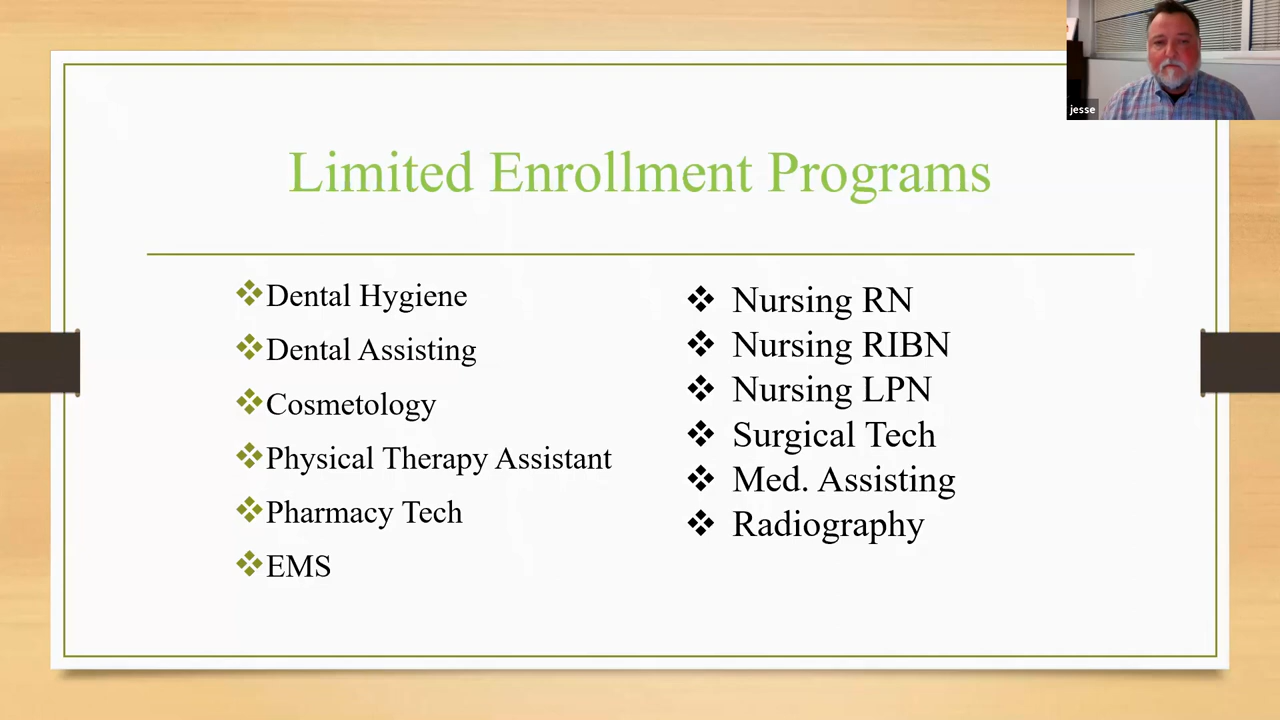 jesse
Limited Enrollment Programs
❖Dental Hygiene
❖Dental Assisting
❖Cosmetology
❖Physical Therapy Assistant
❖Pharmacy Tech
❖EMS
❖ Nursing RN
❖ Nursing RIBN
❖ Nursing LPN
❖ Surgical Tech
❖ Med. Assisting
❖ Radiography